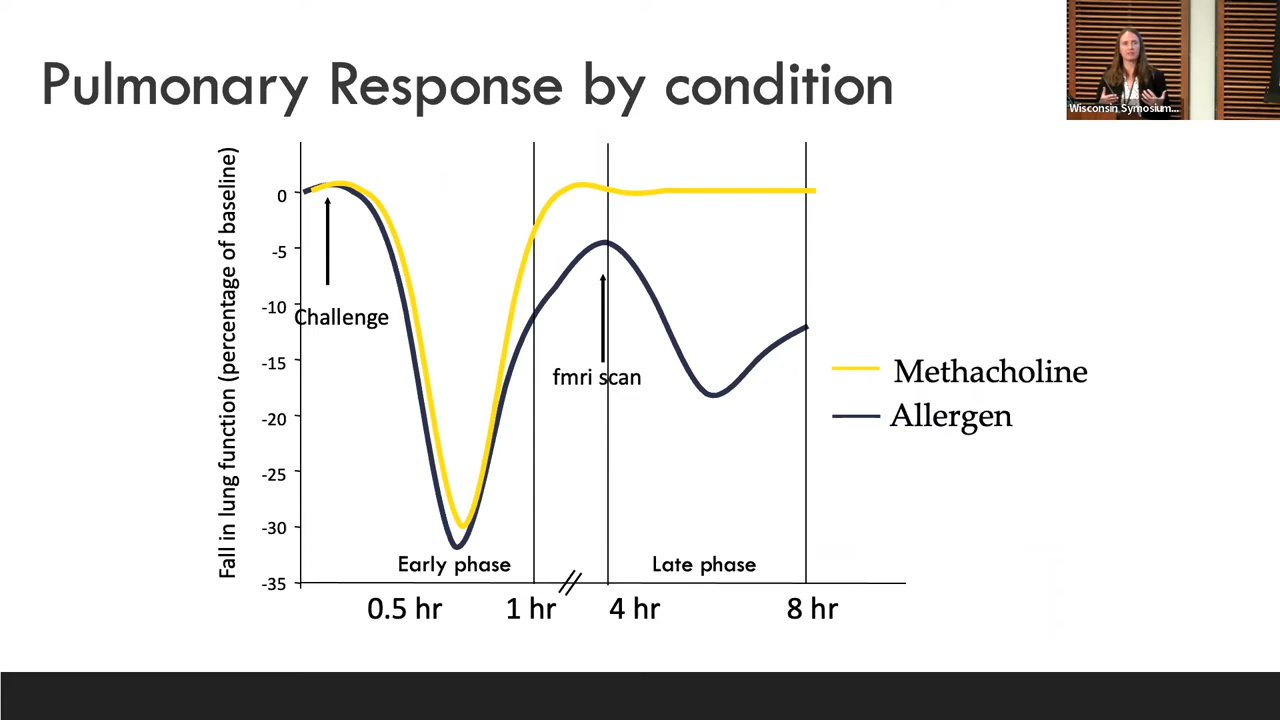 Pulmonary Response by condition
Wisconsin Symposium...
Fall in lung function (percentage of baseline)
0
-5
-10
-15
-20
-25
-30
-35
Challenge
fmri scan
Methacholine
Allergen
Early phase
Late phase
0.5 hr
1 hr
4 hr
8 hr